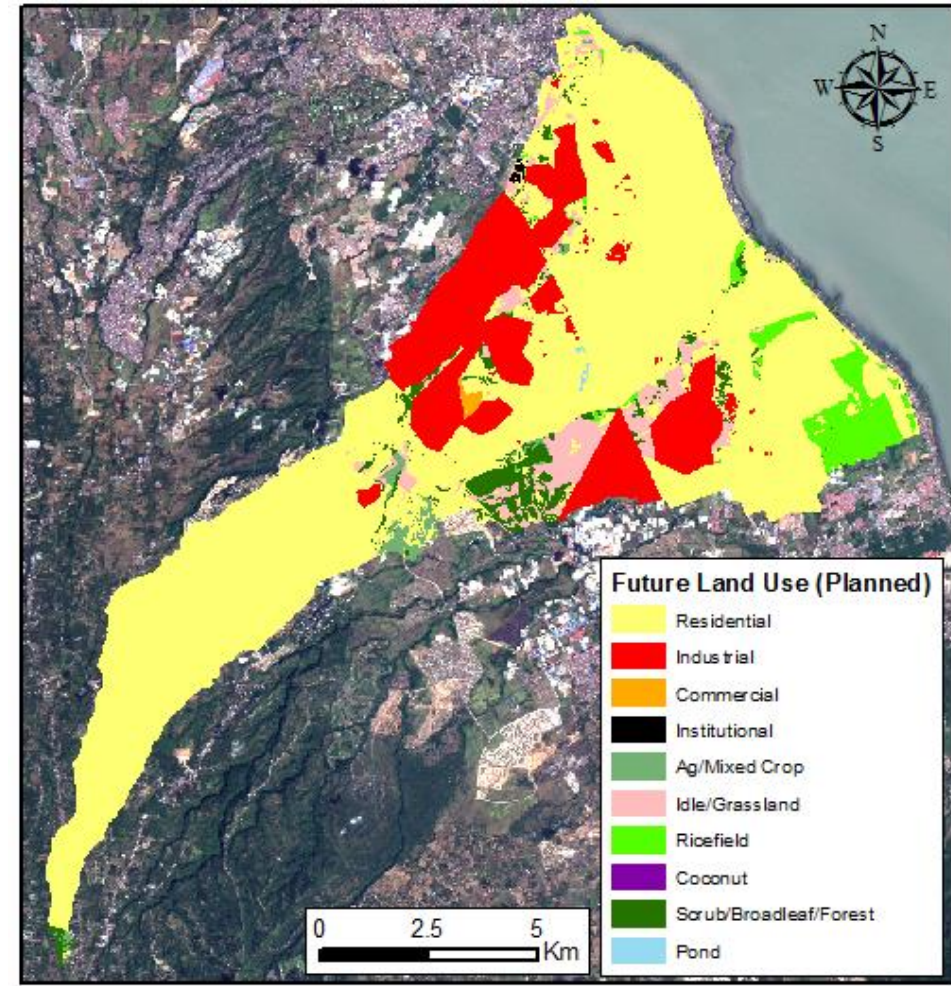 N
W E
S
Future Land Use (Planned)
Residential
Industrial
Commercial
Institutional
Ag/Mixed Crop
Idle/Grassland
Ricefield
Coconut
Scrub/Broadleaf/Forest
Pond
0 2.5 5
Km